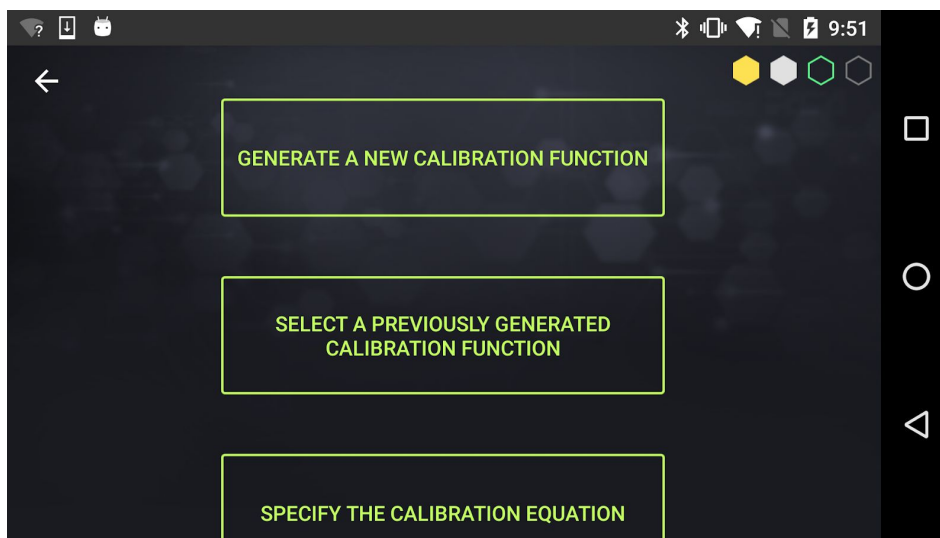 9:51
GENERATE A NEW CALIBRATION FUNCTION
SELECT A PREVIOUSLY GENERATED
CALIBRATION FUNCTION
SPECIFY THE CALIBRATION EQUATION